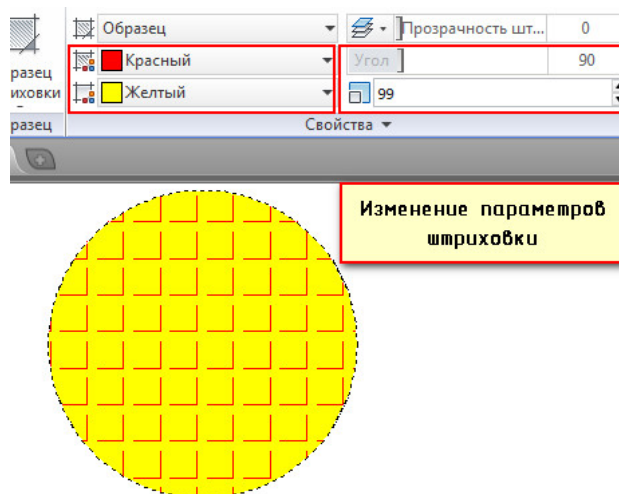 Образец
Прозрачность шт... 0
Красный
Угол 90
разец
иховки
Желтый
99
разец
Свойства
Изменение параметров
штриховки